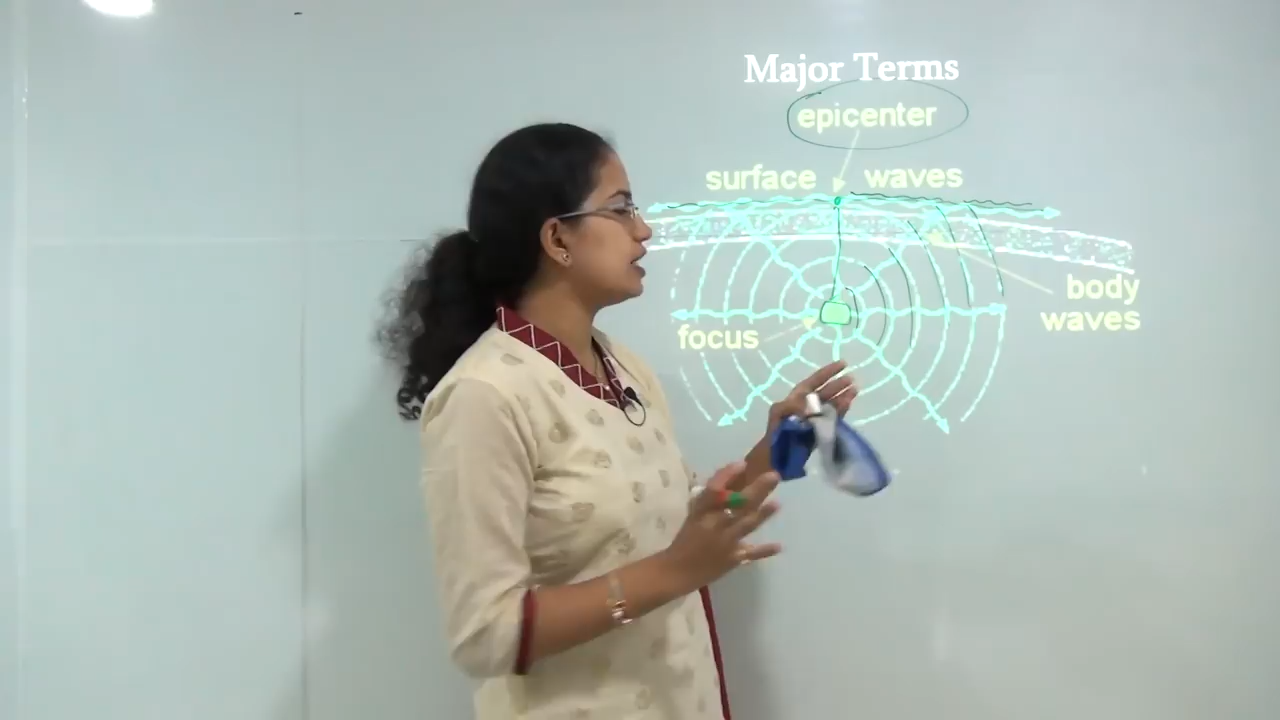 Major Terms
epicenter
surface waves
focus
body
waves